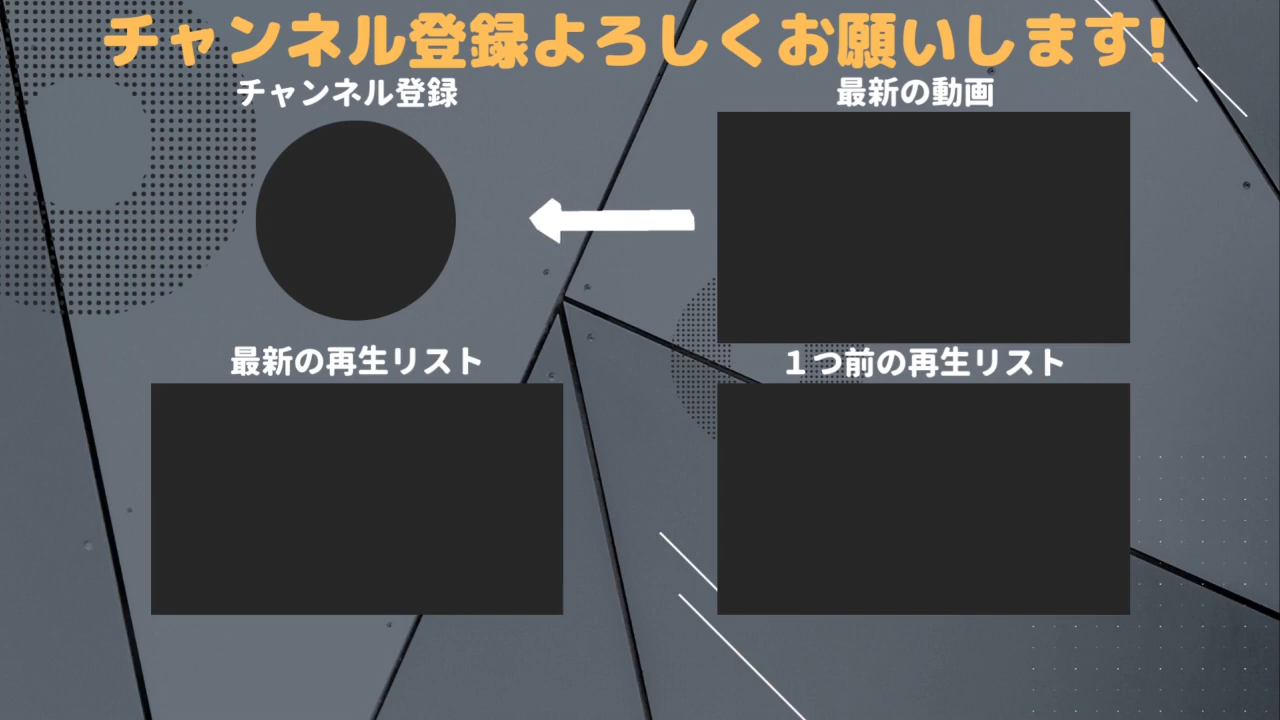 チャンネル登録よろしくお願いします!
チャンネル登録
最新の動画
最新の再生リスト
１つ前の再生リスト